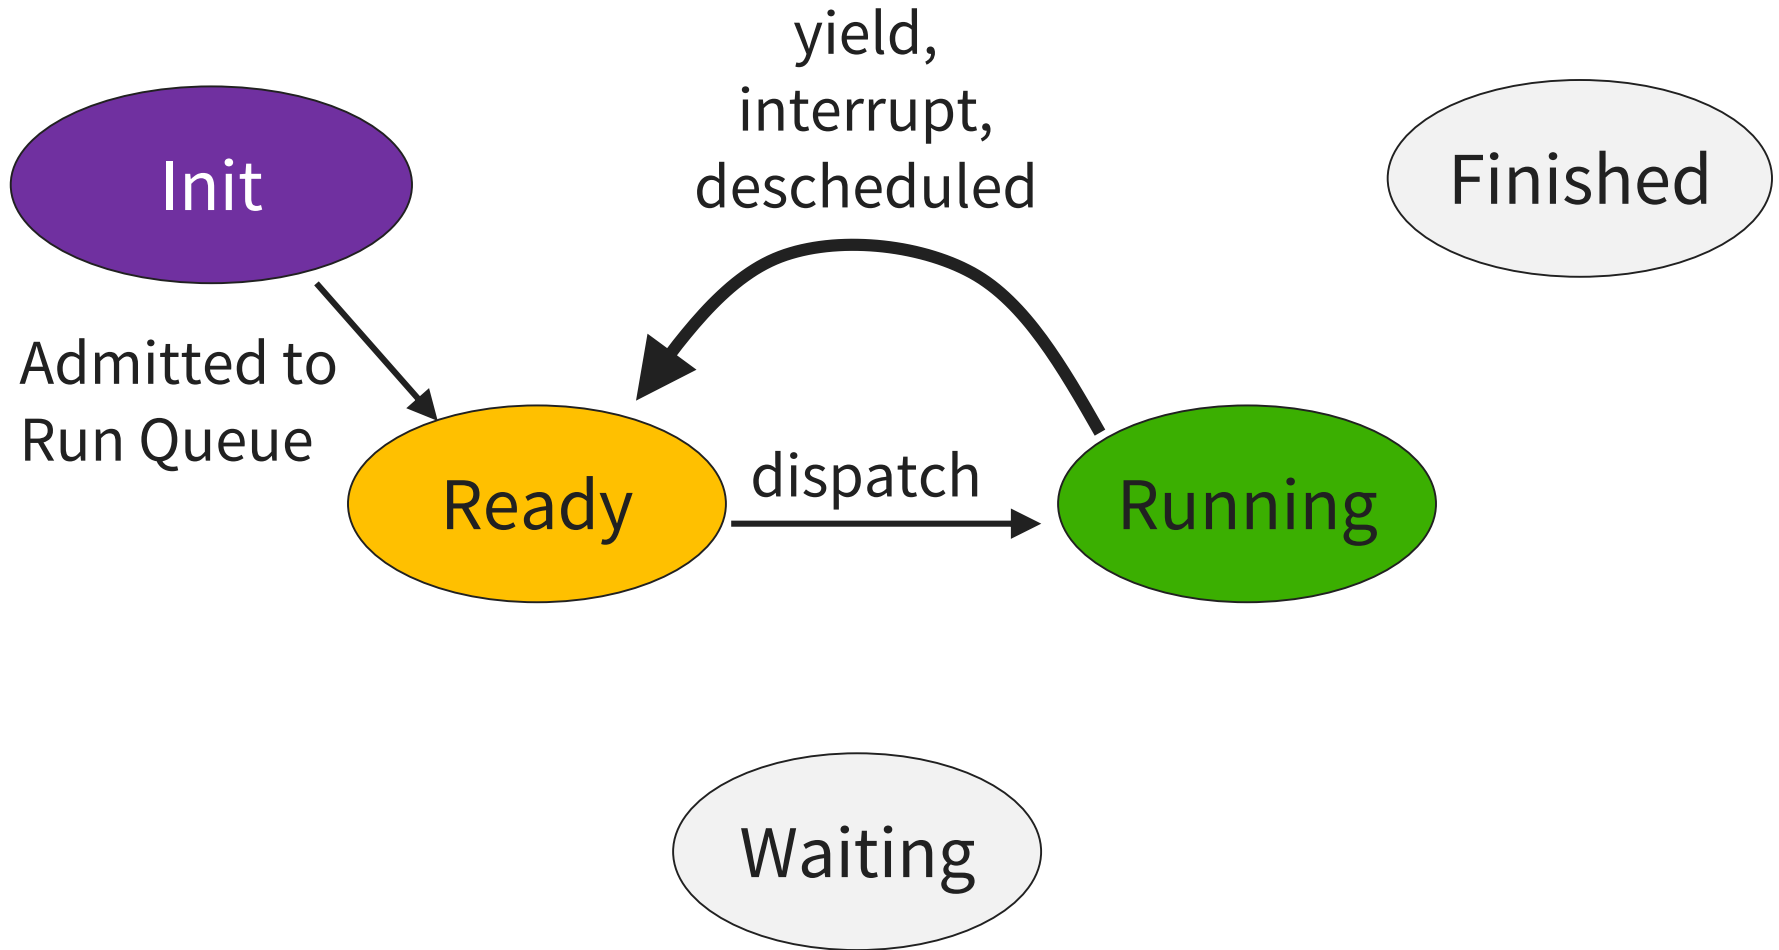 yield,
interrupt,
descheduled
Init
Finished
Admitted to
Run Queue
Ready
dispatch
Running
Waiting